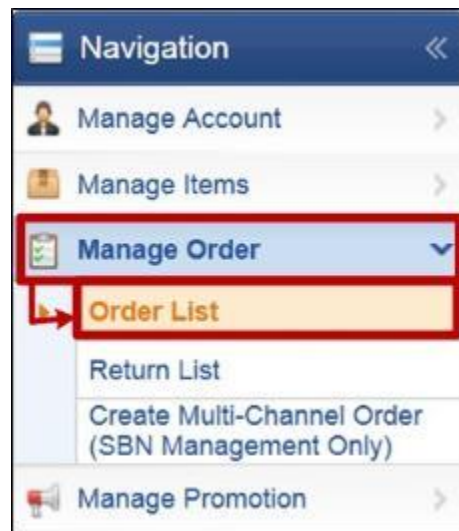 Navigation
Manage Account
Manage Items
Manage Order
Order List
Return List
Create Multi-Channel Order
(SBN Management Only)
Manage Promotion